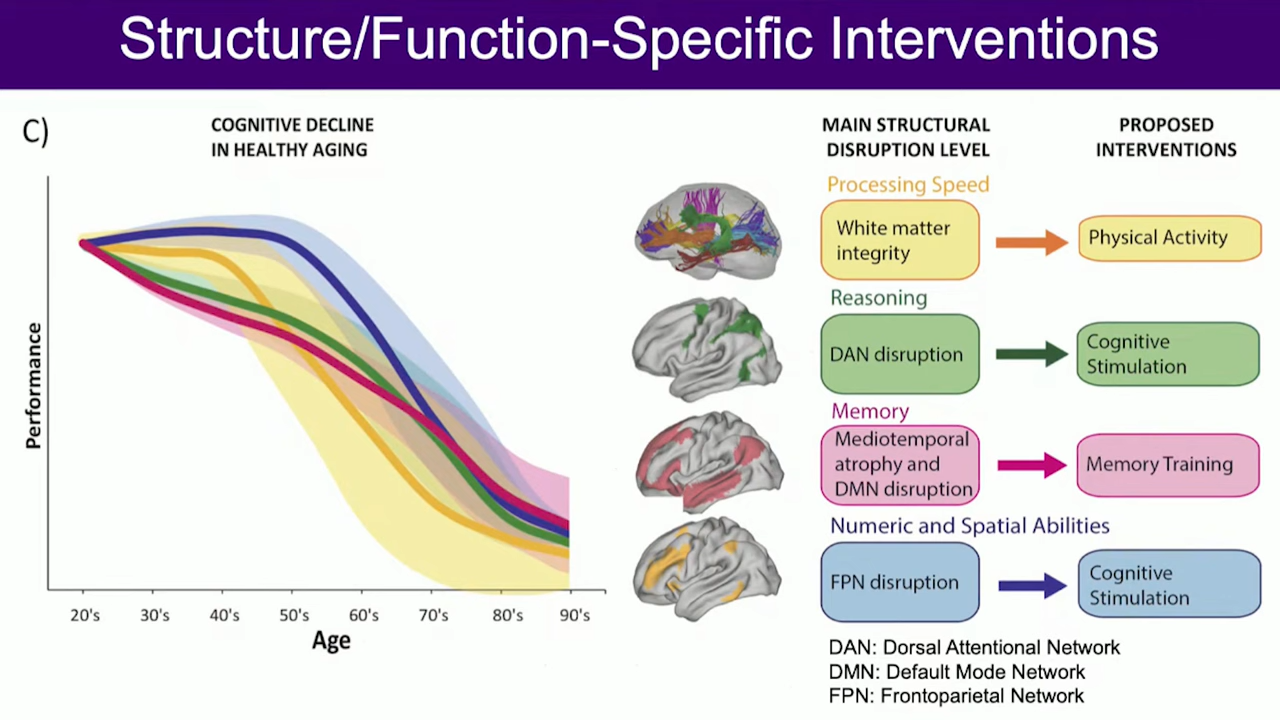 Structure/Function-Specific Interventions
C)
COGNITIVE DECLINE
IN HEALTHY AGING
MAIN STRUCTURAL
DISRUPTION LEVEL
PROPOSED
INTERVENTIONS
Performance
20's 30's 40's 50's 60's 70's 80's 90's
Age
Processing Speed
White matter
integrity
Physical Activity
Reasoning
DAN disruption
Cognitive
Stimulation
Memory
Mediotemporal
atrophy and
DMN disruption
Memory Training
Numeric and Spatial Abilities
FPN disruption
Cognitive
Stimulation
DAN: Dorsal Attentional Network
DMN: Default Mode Network
FPN: Frontoparietal Network